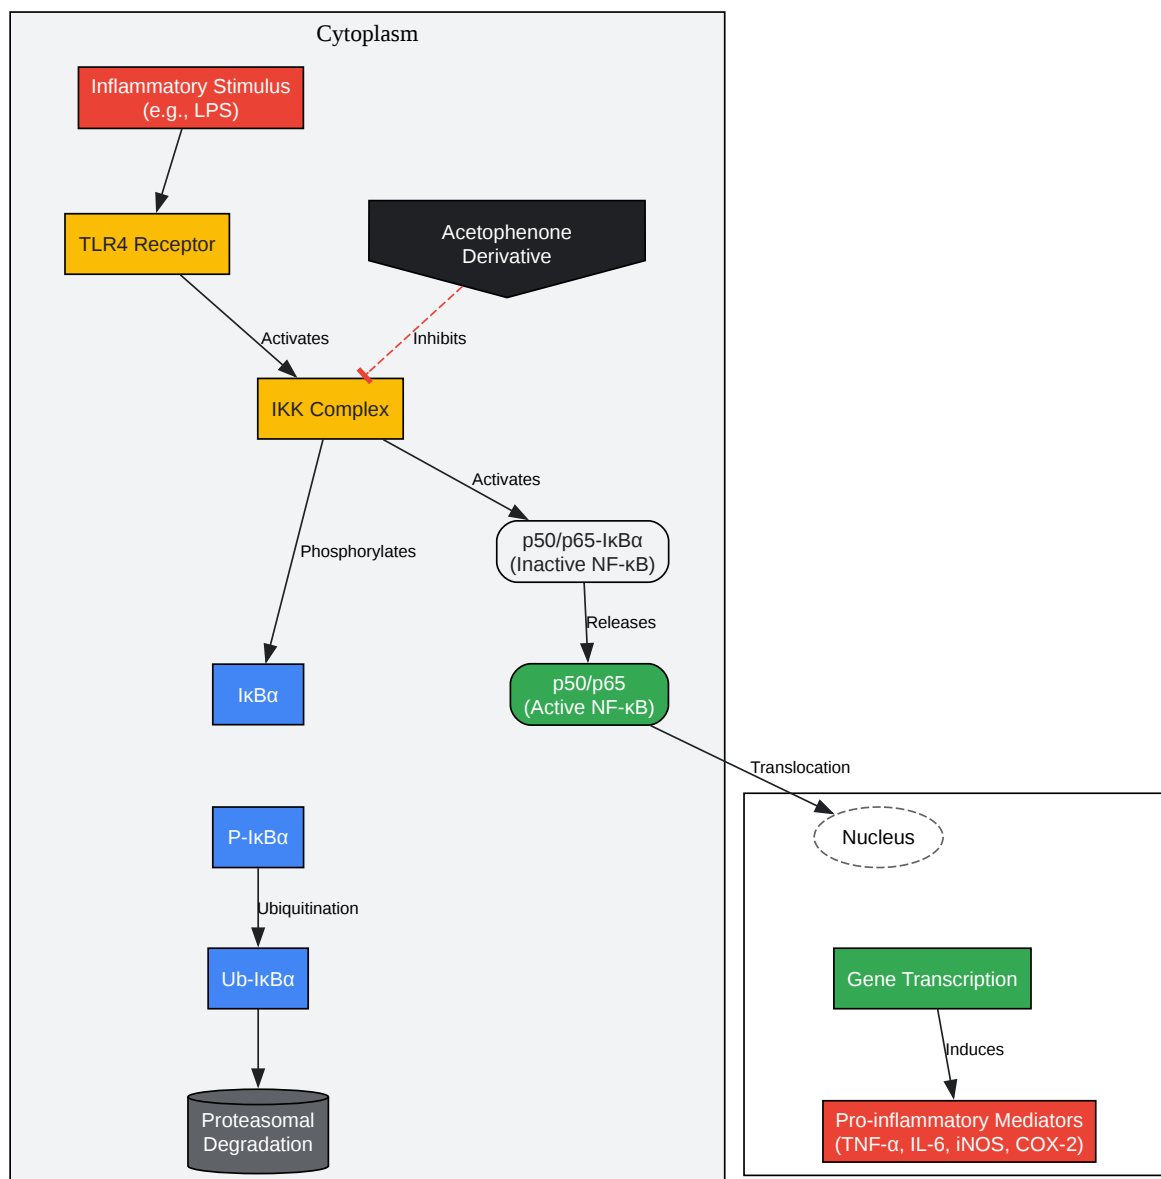 Cytoplasm
Inflammatory Stimulus
(e.g., LPS)
TLR4 Receptor
Acetophenone
Derivative
Activates
Inhibits
IKK Complex
Activates
Phosphorylates
p50/p65-IκBα
(Inactive NF-κB)
Releases
IκBα
p50/p65
(Active NF-κB)
Translocation
P-IκBα
Nucleus
Ubiquitination
Ub-IκBα
Gene Transcription
Induces
Proteasomal
Degradation
Pro-inflammatory Mediators
(TNF-α, IL-6, iNOS, COX-2)